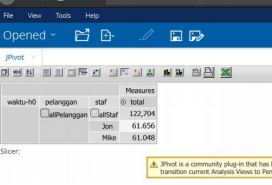 File View Tools Help
Opened
JPivot
Measures
waktu-h0 pelanggan staf total
allPelanggan allStaf 122,704
Jon 61.656
Mike 61.048
Slicer:
JPivot is a community plug-in that has
transition current Analysis Views to Pe